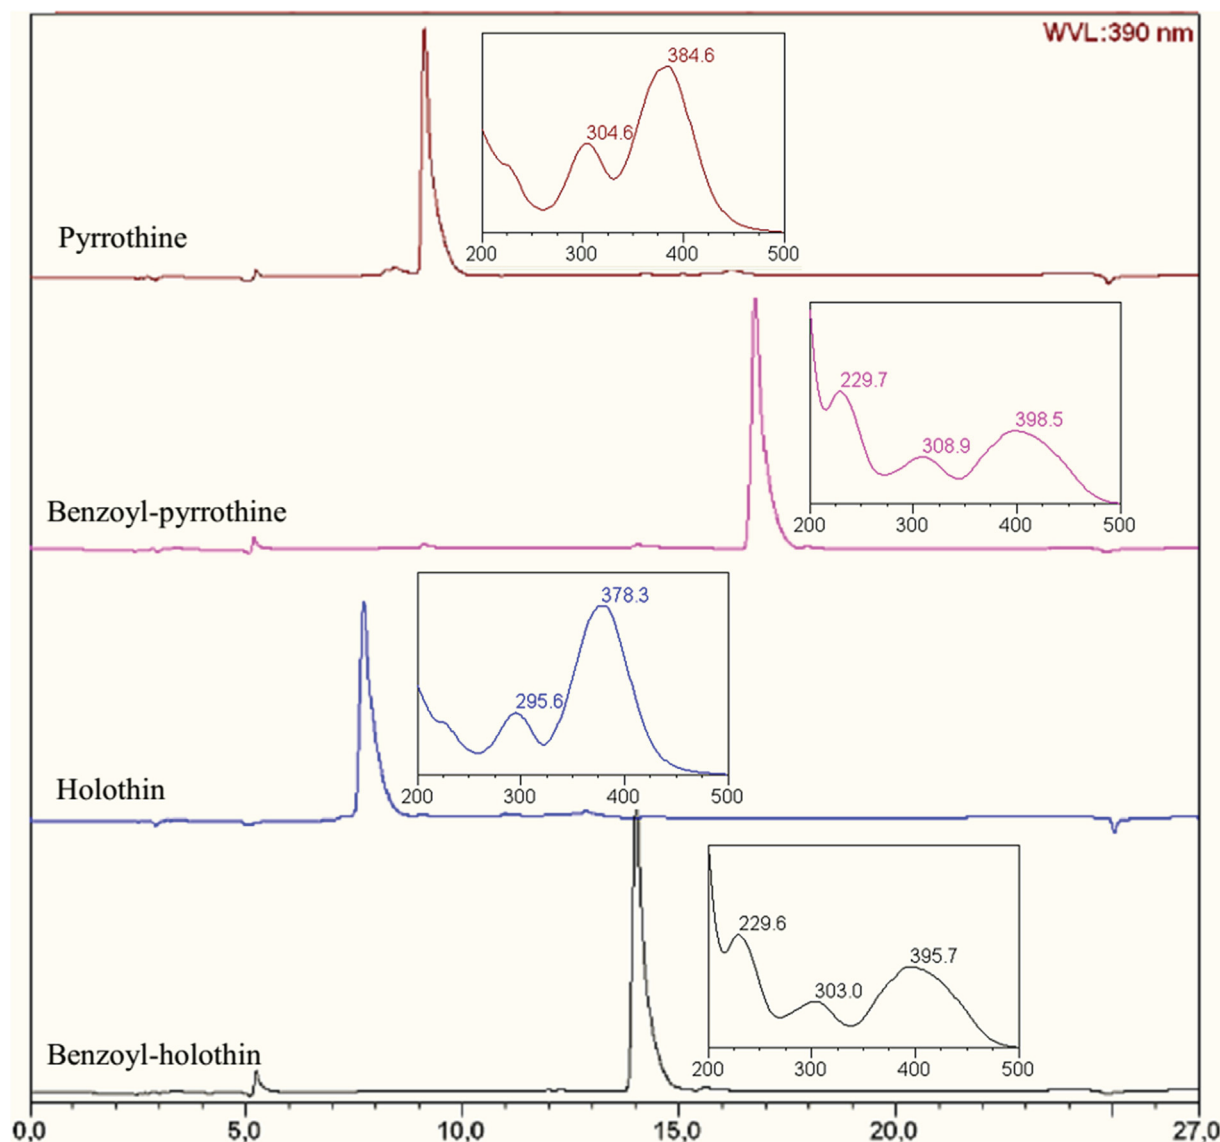 WVL:390 nm
384.6
304.6
200 300 400 500
Pyrrothine
229.7
398.5
308.9
200 300 400 500
Benzoyl-pyrrothine
378.3
295.6
200 300 400 500
Holothin
229.6
395.7
303.0
200 300 400 500
Benzoyl-holothin
0,0 5,0 10,0 15,0 20,0 27,0